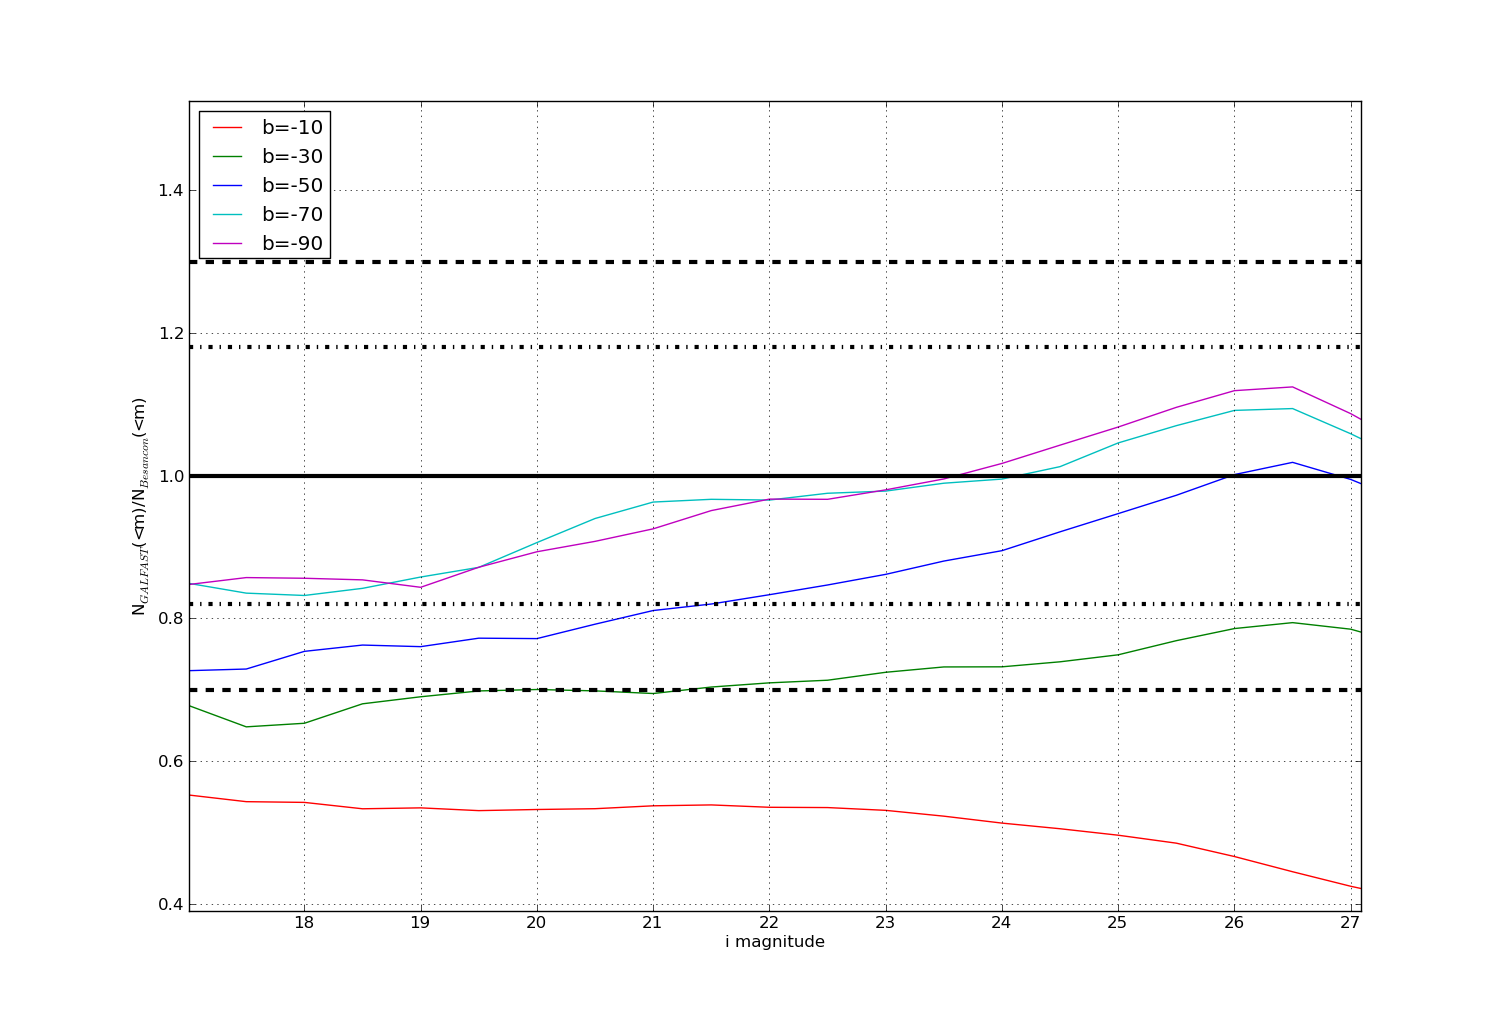 b=-10
b=-30
b=-50
b=-70
b=-90
1.4
1.2
1.0
0.8
0.6
0.4
N_GALFAST(<m)/N_Besancon(<m)
18 19 20 21 22 23 24 25 26 27
i magnitude